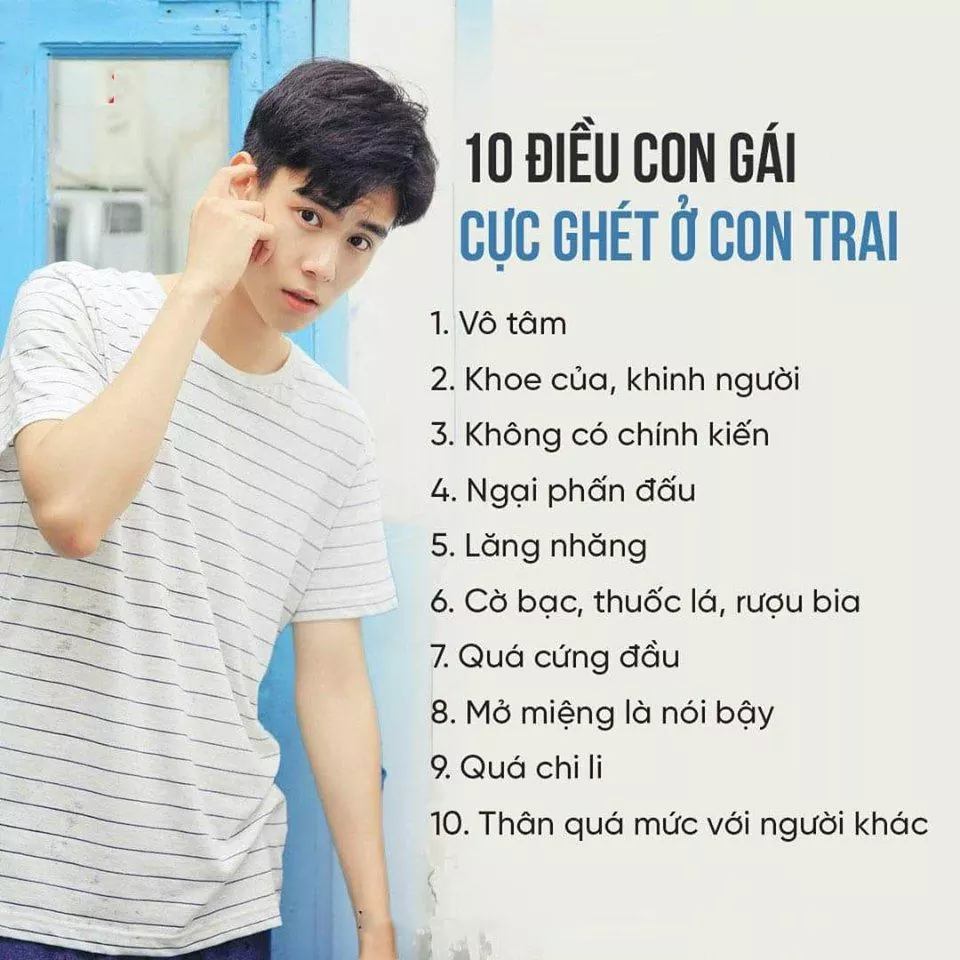 10 ĐIỀU CON GÁI
CỰC GHÉT Ở CON TRAI
1. Vô tâm
2. Khoe của, khinh người
3. Không có chính kiến
4. Ngại phấn đấu
5. Lăng nhăng
6. Cờ bạc, thuốc lá, rượu bia
7. Quá cứng đầu
8. Mở miệng là nói bậy
9. Quá chi li
10. Thân quá mức với người khác